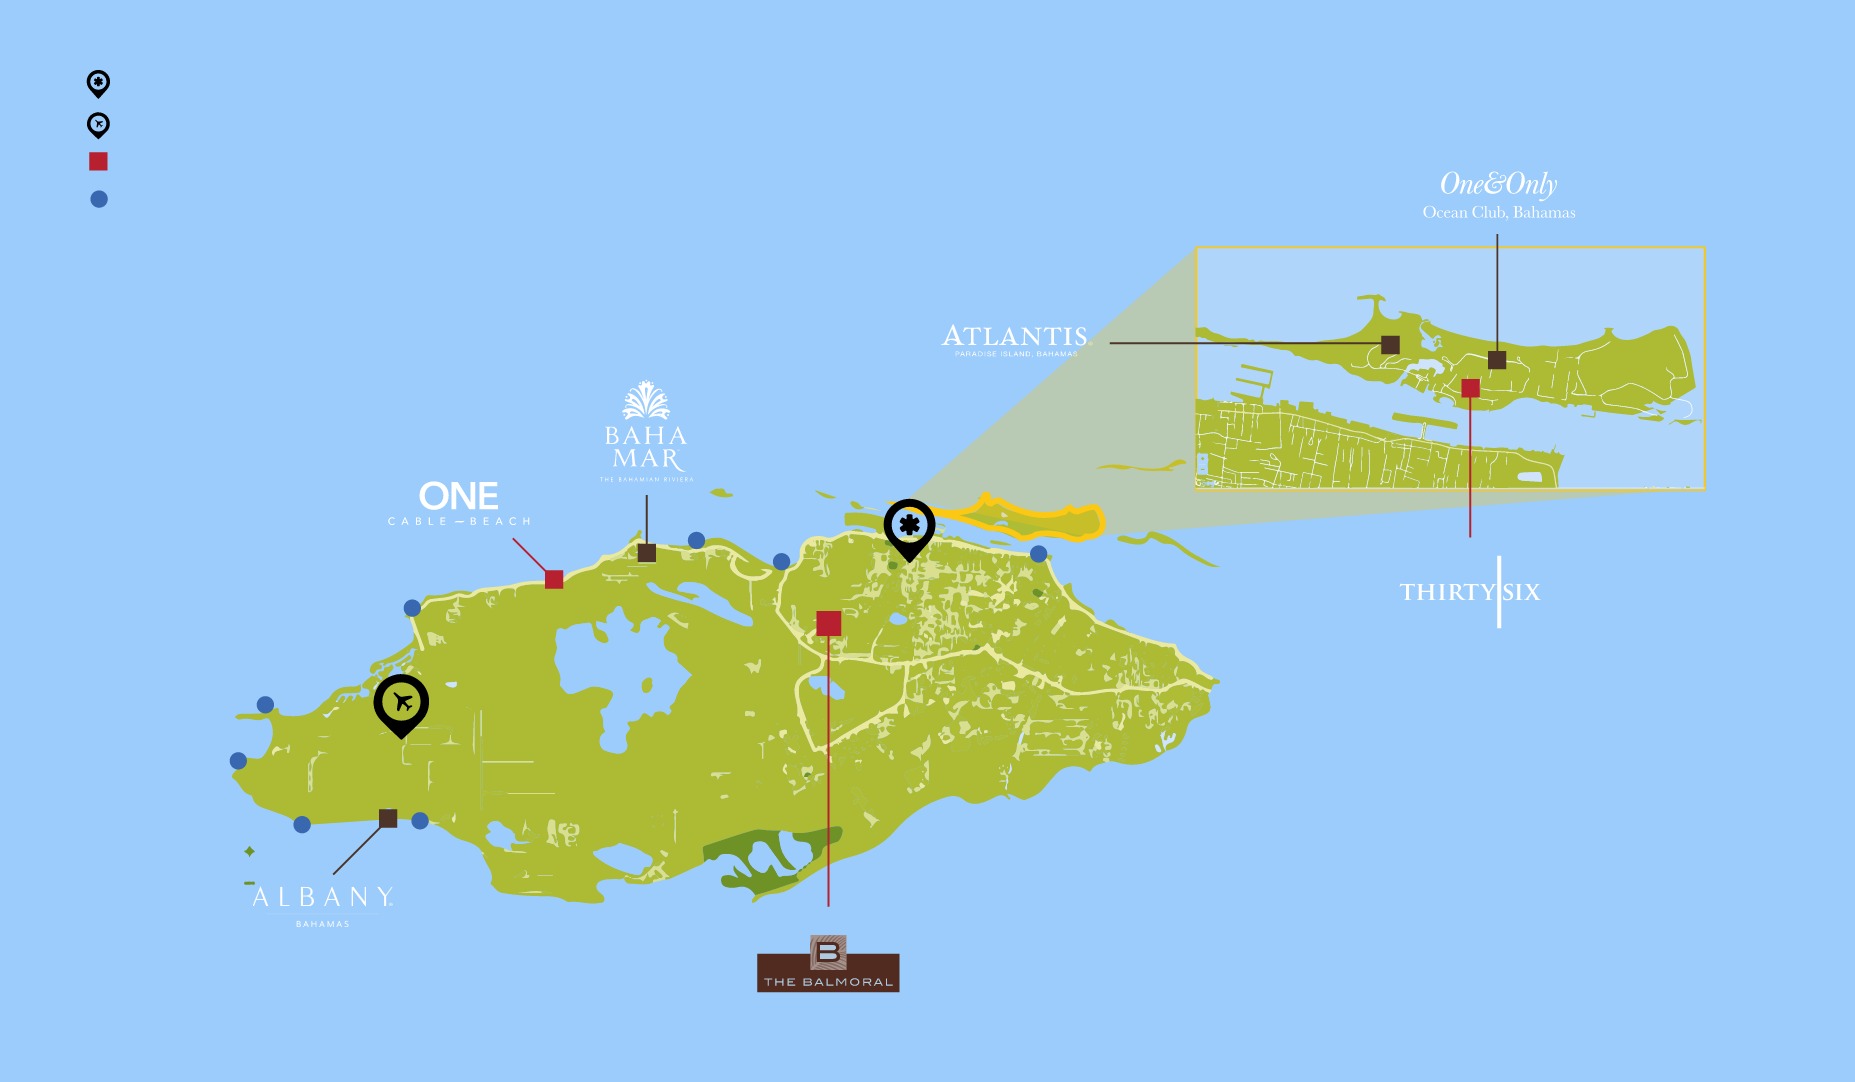 One&Only
Ocean Club, Bahamas
ATLANTIS
PARADISE ISLAND, BAHAMAS
BAHA
MAR
THE BAHAMIAN RIVIERA
ONE
CABLE – BEACH
THIRTY SIX
ALBANY
BAHAMAS
B
THE BALMORAL